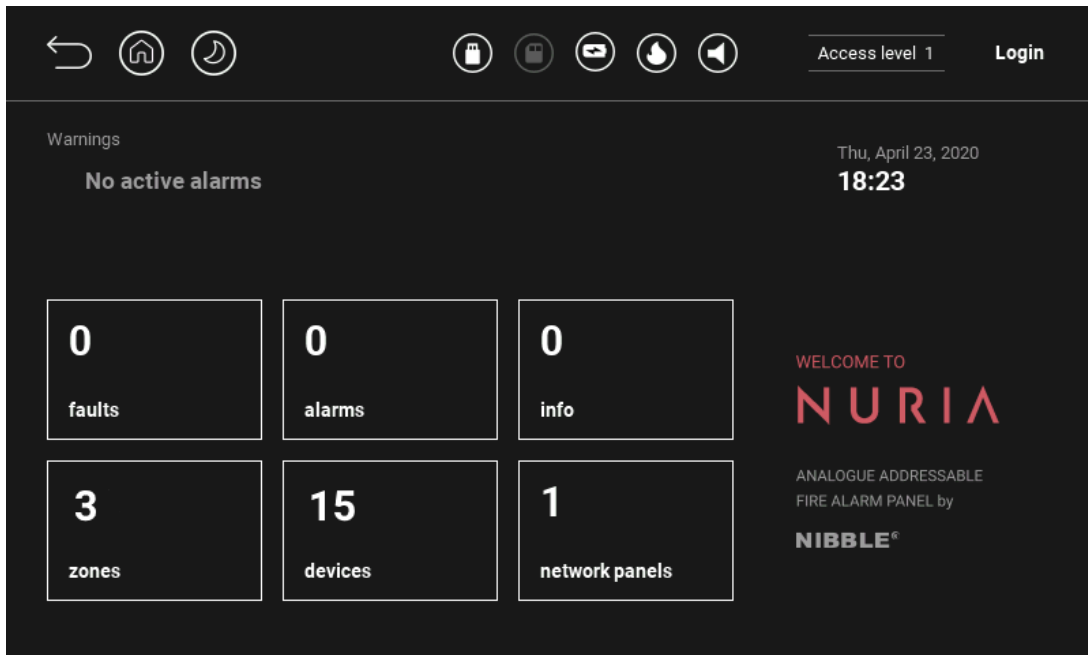 Access level 1
Login
Warnings
No active alarms
Thu, April 23, 2020
18:23
0
faults
0
alarms
0
info
3
zones
15
devices
1
network panels
WELCOME TO
NURIA
ANALOGUE ADDRESSABLE
FIRE ALARM PANEL by
NIBBLE®